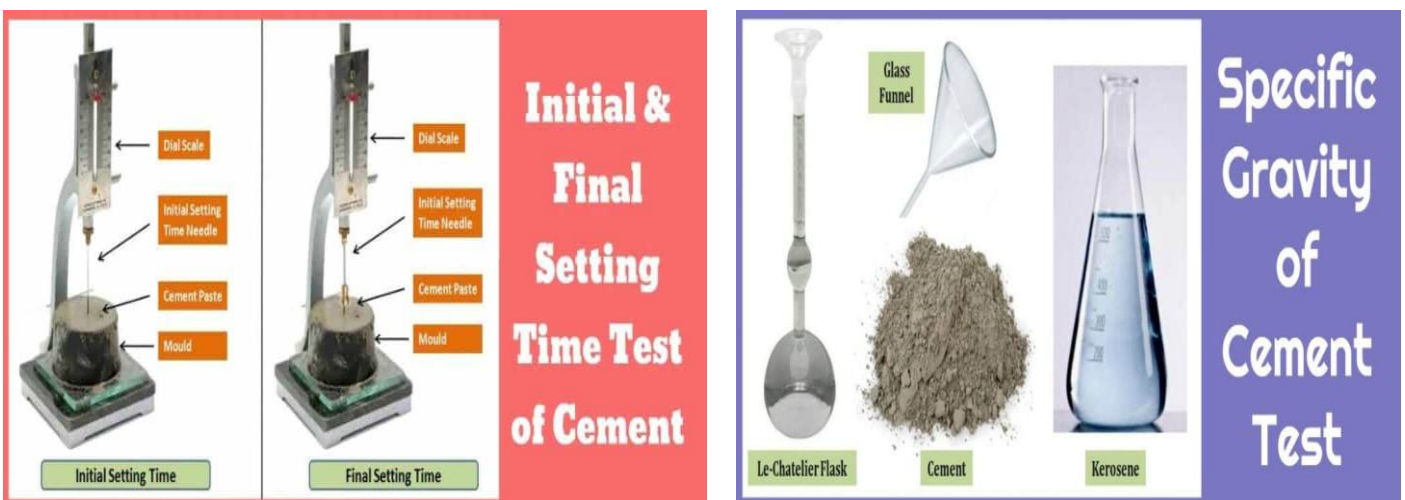 Dial Scale
Initial Setting
Time Needle
Cement Paste
Mould
Initial Setting Time
Dial Scale
Initial Setting
Time Needle
Cement Paste
Mould
Final Setting Time
Initial &
Final
Setting
Time Test
of Cement
Glass
Funnel
Le-Chatelier Flask
Cement
Kerosene
Specific
Gravity
of
Cement
Test